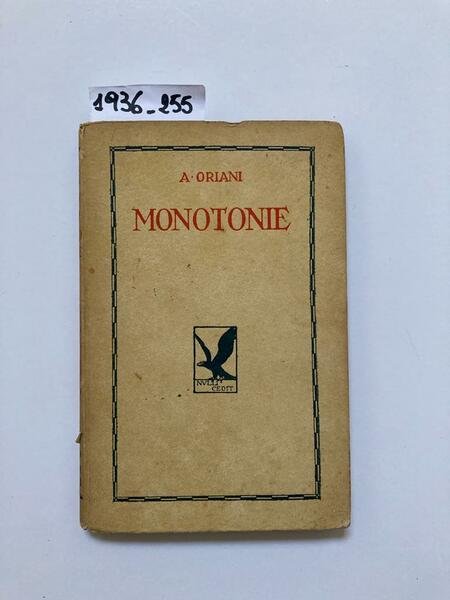 1936_255
A · ORIANI
MONOTONIE
NVLLI
CEDIT